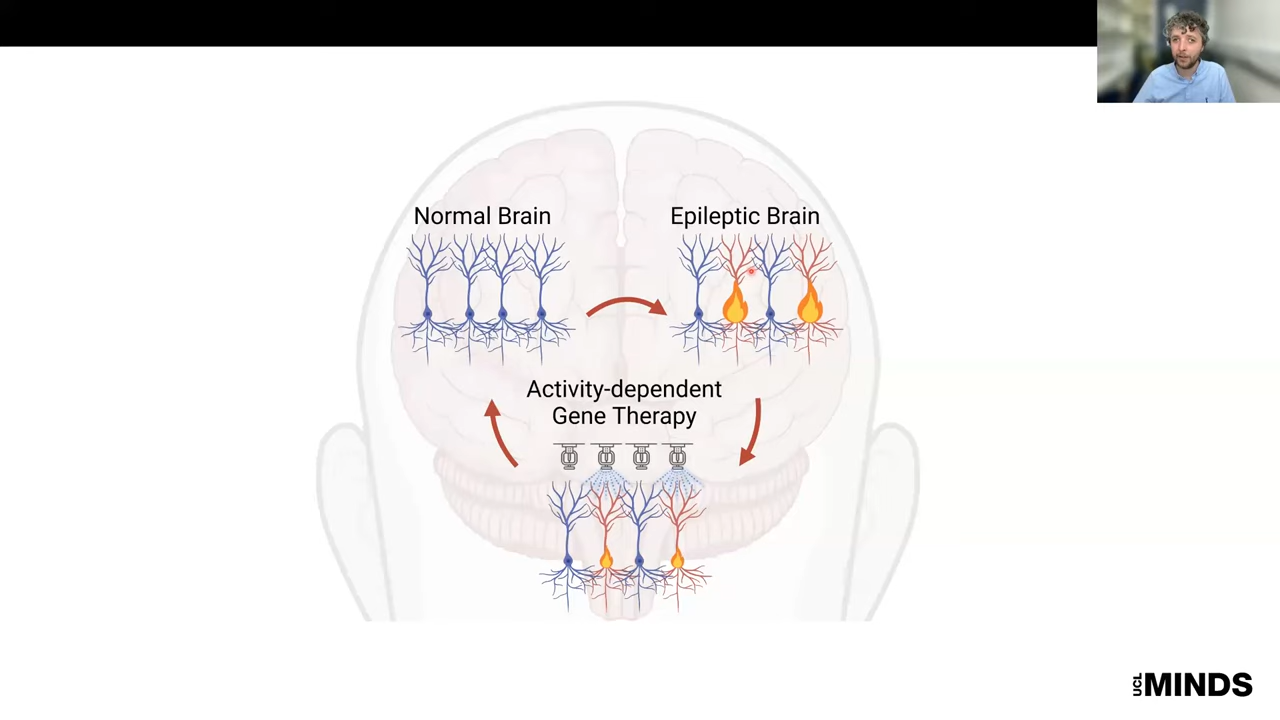 Normal Brain
Epileptic Brain
Activity-dependent
Gene Therapy
UCL MINDS